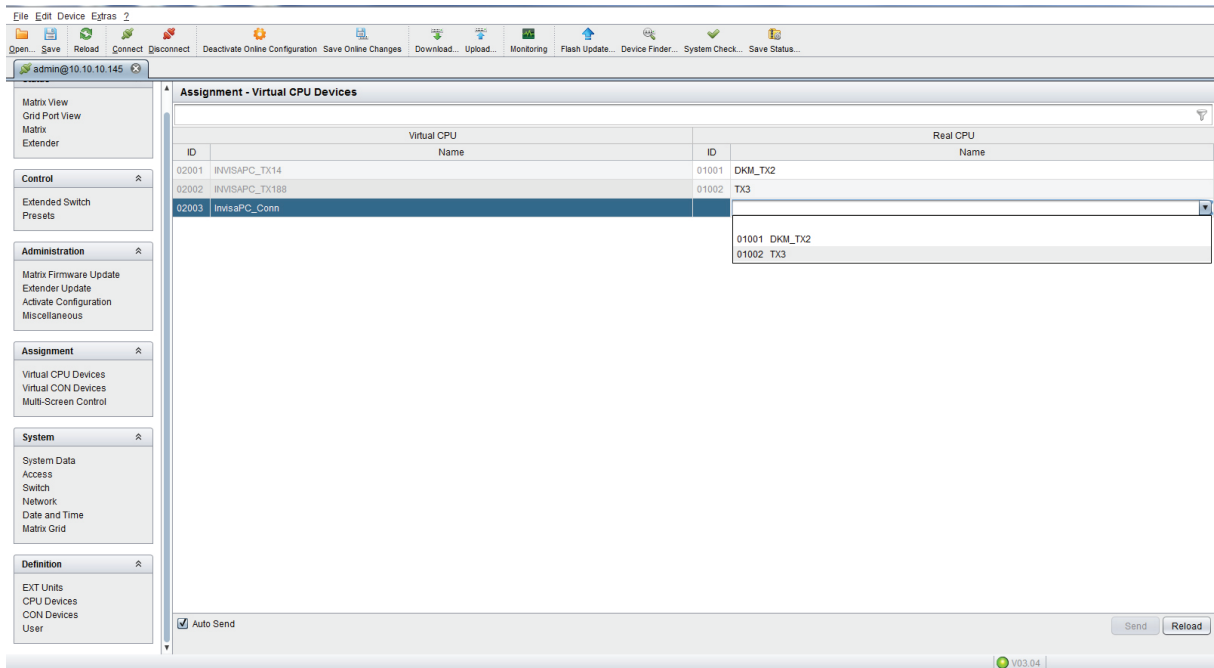 File Edit Device Extras ?
Open... Save Reload Connect Disconnect Deactivate Online Configuration Save Online Changes Download... Upload... Monitoring Flash Update... Device Finder... System Check... Save Status...
admin@10.10.10.145
Matrix View
Grid Port View
Matrix
Extender
Control
Extended Switch
Presets
Administration
Matrix Firmware Update
Extender Update
Activate Configuration
Miscellaneous
Assignment
Virtual CPU Devices
Virtual CON Devices
Multi-Screen Control
System
System Data
Access
Switch
Network
Date and Time
Matrix Grid
Definition
EXT Units
CPU Devices
CON Devices
User
Assignment - Virtual CPU Devices
Virtual CPU Real CPU
ID Name ID Name
02001 INVISAPC_TX14 01001 DKM_TX2
02002 INVISAPC_TX188 01002 TX3
02003 InvisaPC_Conn
01001 DKM_TX2
01002 TX3
Auto Send Send Reload
V03.04